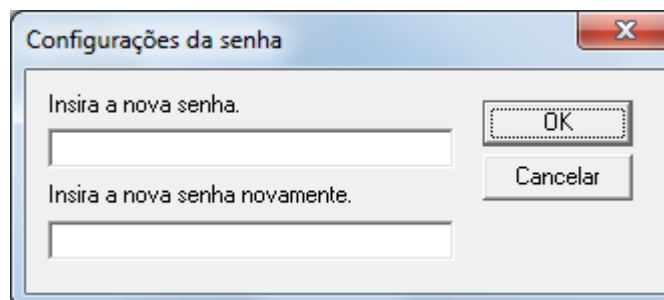 Configurações da senha
Insira a nova senha.
OK
Cancelar
Insira a nova senha novamente.